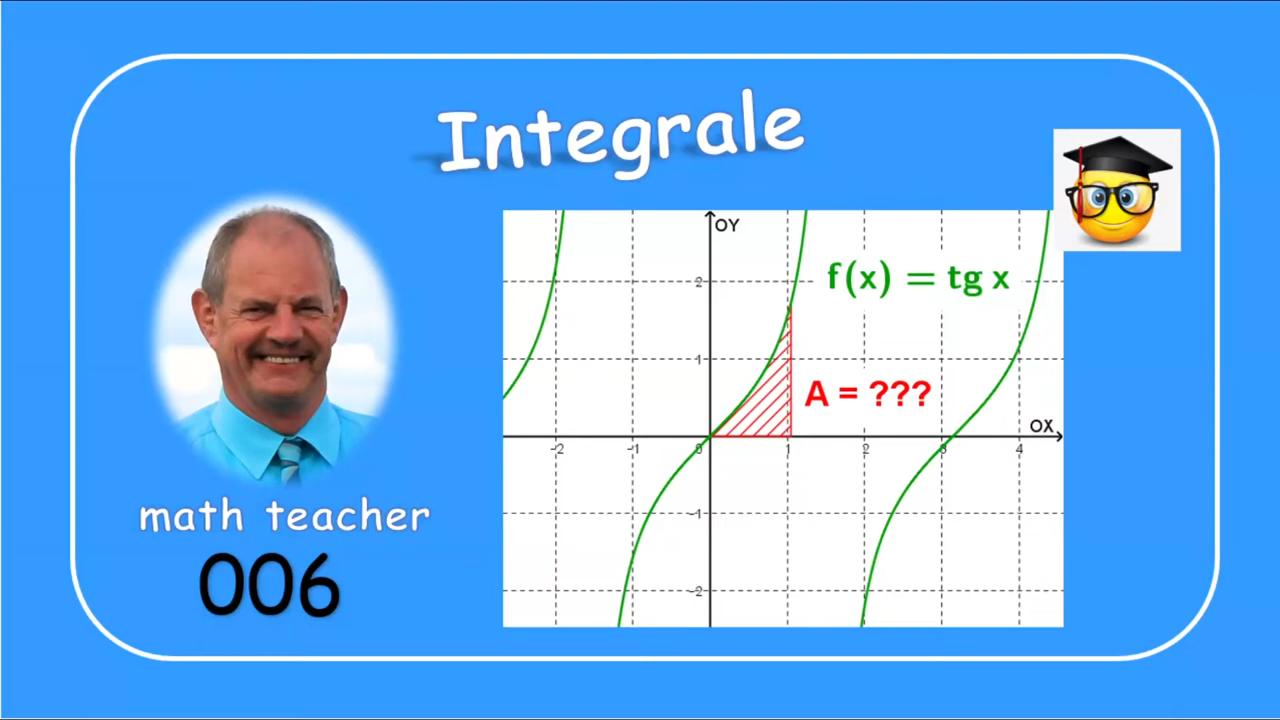 Integrale
math teacher
006
OY
f(x) = tg x
A = ???
OX
2
1
-2
-1
0
1
2
3
4
-1
-2